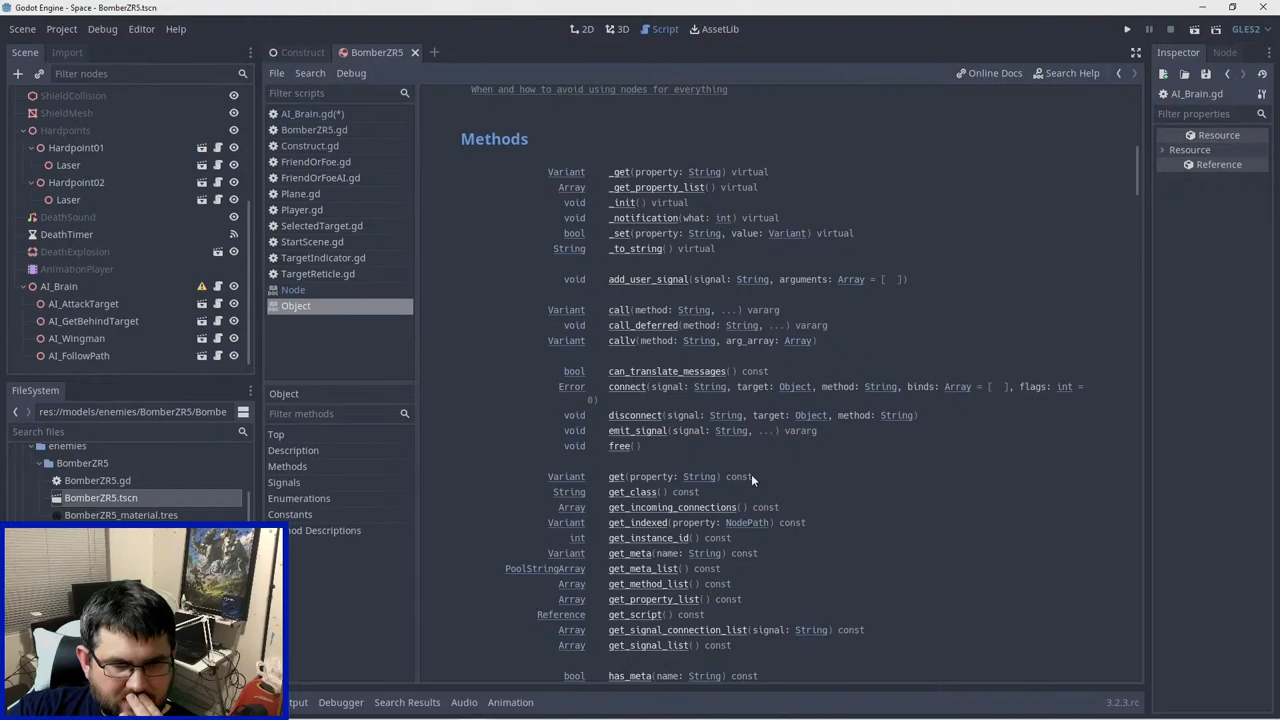 Godot Engine - Space - BomberZR5.tscn
Scene Project Debug Editor Help
2D 3D Script AssetLib
GLES2
Scene Import
Filter nodes
ShieldCollision
ShieldMesh
Hardpoints
Hardpoint01
Laser
Hardpoint02
Laser
DeathSound
DeathTimer
DeathExplosion
AnimationPlayer
AI_Brain
AI_AttackTarget
AI_GetBehindTarget
AI_Wingman
AI_FollowPath
FileSystem
res://models/enemies/BomberZR5/Bombe
Search files
enemies
BomberZR5
BomberZR5.gd
BomberZR5.tscn
BomberZR5_material.tres
Construct BomberZR5
File Search Debug
Online Docs Search Help
Filter scripts
AI_Brain.gd(*)
BomberZR5.gd
Construct.gd
FriendOrFoe.gd
FriendOrFoeAI.gd
Plane.gd
Player.gd
SelectedTarget.gd
StartScene.gd
TargetIndicator.gd
TargetReticle.gd
Node
Object
Object
Filter methods
Top
Description
Methods
Signals
Enumerations
Constants
hod Descriptions
When and how to avoid using nodes for everything
Methods
Variant _get(property: String) virtual
Array _get_property_list() virtual
void _init() virtual
void _notification(what: int) virtual
bool _set(property: String, value: Variant) virtual
String _to_string() virtual
void add_user_signal(signal: String, arguments: Array = [ ])
Variant call(method: String, ...) vararg
void call_deferred(method: String, ...) vararg
Variant callv(method: String, arg_array: Array)
bool can_translate_messages() const
Error connect(signal: String, target: Object, method: String, binds: Array = [ ], flags: int =
0)
void disconnect(signal: String, target: Object, method: String)
void emit_signal(signal: String, ...) vararg
void free()
Variant get(property: String) const
String get_class() const
Array get_incoming_connections() const
Variant get_indexed(property: NodePath) const
int get_instance_id() const
Variant get_meta(name: String) const
PoolStringArray get_meta_list() const
Array get_method_list() const
Array get_property_list() const
Reference get_script() const
Array get_signal_connection_list(signal: String) const
Array get_signal_list() const
bool has_meta(name: String) const
Inspector Node
AI_Brain.gd
Filter properties
Resource
Resource
Reference
tput Debugger Search Results Audio Animation
3.2.3.rc